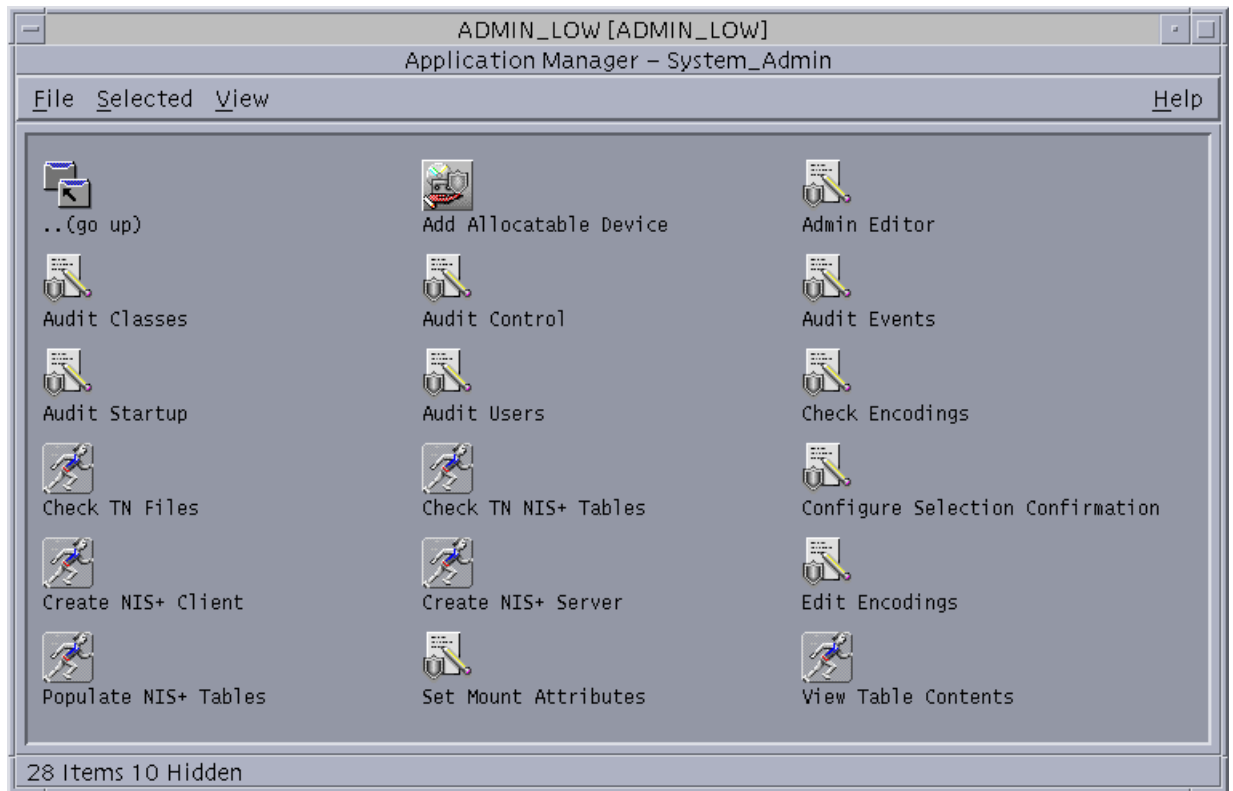 ADMIN_LOW [ADMIN_LOW]
Application Manager – System_Admin
File Selected View Help
..(go up) Add Allocatable Device Admin Editor
Audit Classes Audit Control Audit Events
Audit Startup Audit Users Check Encodings
Check TN Files Check TN NIS+ Tables Configure Selection Confirmation
Create NIS+ Client Create NIS+ Server Edit Encodings
Populate NIS+ Tables Set Mount Attributes View Table Contents
28 Items 10 Hidden